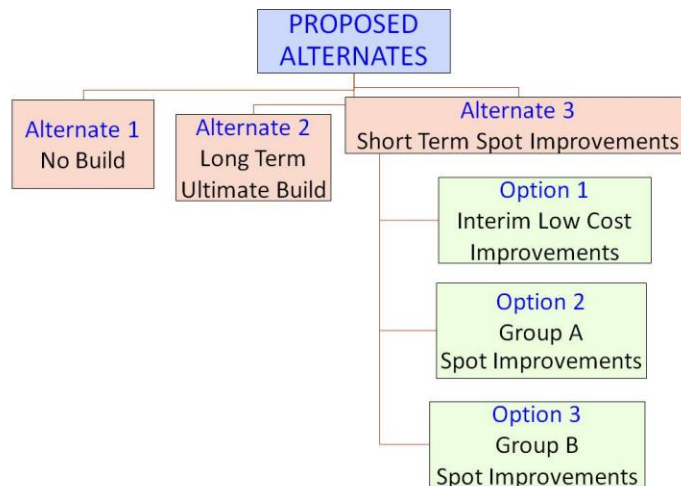 PROPOSED
ALTERNATES
Alternate 1
No Build
Alternate 2
Long Term
Ultimate Build
Alternate 3
Short Term Spot Improvements
Option 1
Interim Low Cost
Improvements
Option 2
Group A
Spot Improvements
Option 3
Group B
Spot Improvements